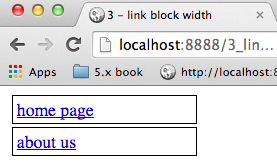 3 - link block width
localhost:8888/3_lin...
Apps 5.x book http://localhost:8
home page
about us